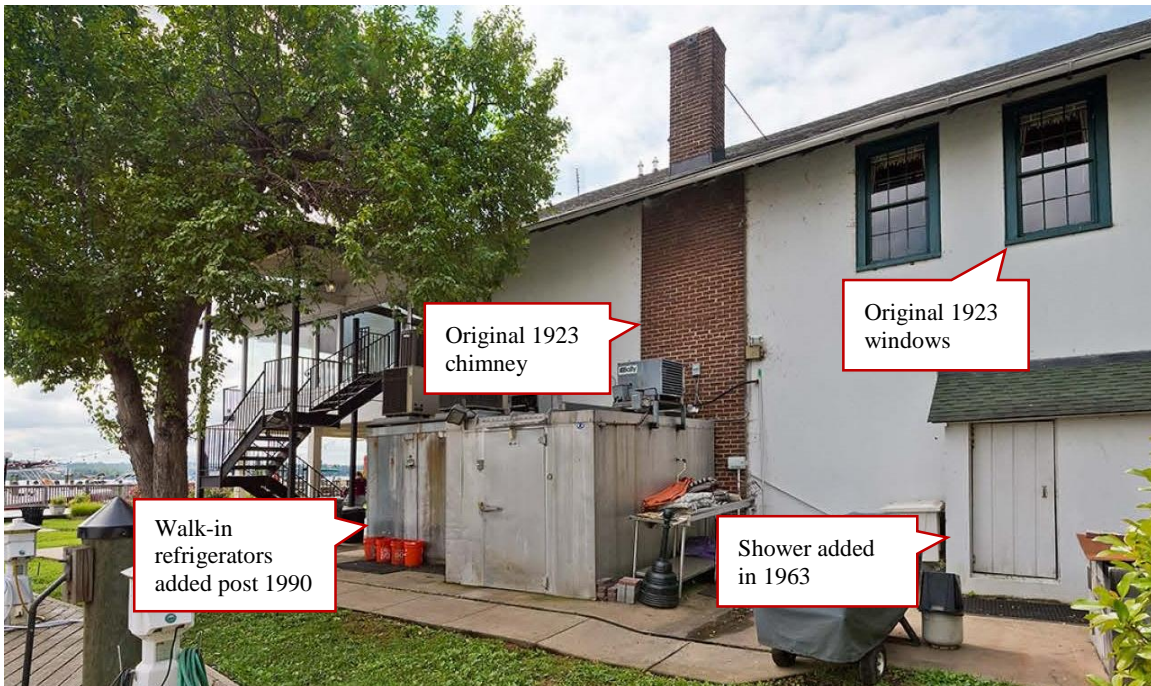 Original 1923
chimney
Original 1923
windows
Walk-in
refrigerators
added post 1990
Shower added
in 1963